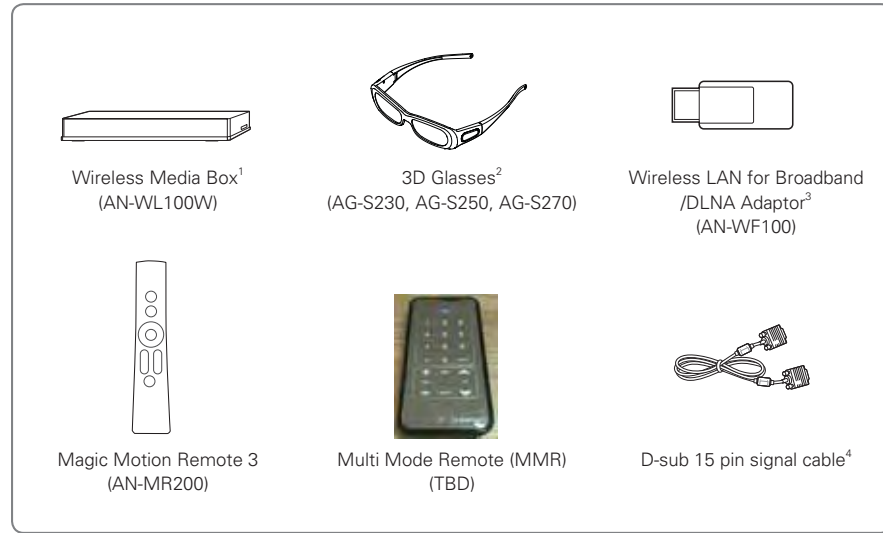 Wireless Media Box1
(AN-WL100W)
3D Glasses2
(AG-S230, AG-S250, AG-S270)
Wireless LAN for Broadband
/DLNA Adaptor3
(AN-WF100)
Magic Motion Remote 3
(AN-MR200)
Multi Mode Remote (MMR)
(TBD)
D-sub 15 pin signal cable4